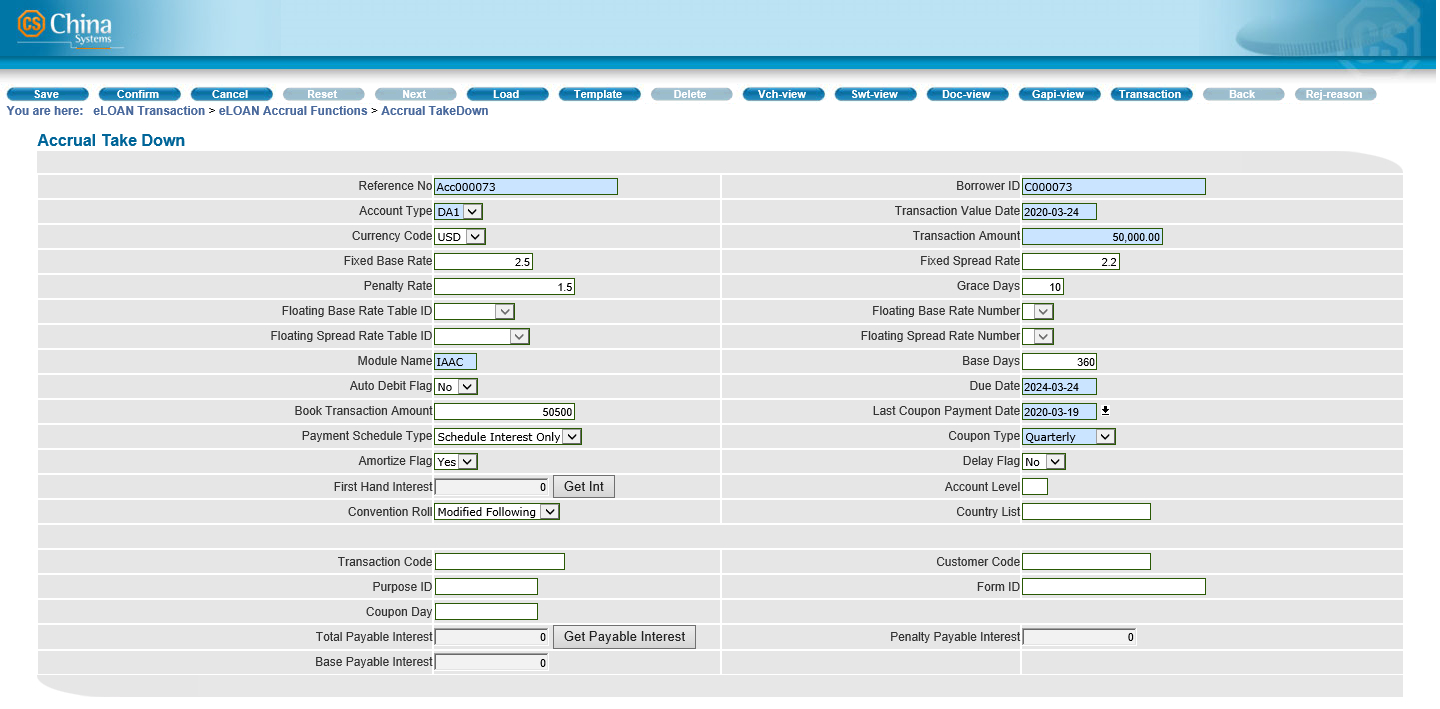 CS China
Systems
CS
Save Confirm Cancel Reset Next Load Template Delete Vch-view Swt-view Doc-view Gapi-view Transaction Back Rej-reason
You are here: eLOAN Transaction > eLOAN Accrual Functions > Accrual TakeDown
Accrual Take Down
Reference No Acc000073 Borrower ID C000073
Account Type DA1 Transaction Value Date 2020-03-24
Currency Code USD Transaction Amount 50,000.00
Fixed Base Rate 2.5 Fixed Spread Rate 2.2
Penalty Rate 1.5 Grace Days 10
Floating Base Rate Table ID Floating Base Rate Number
Floating Spread Rate Table ID Floating Spread Rate Number
Module Name IAAC Base Days 360
Auto Debit Flag No Due Date 2024-03-24
Book Transaction Amount 50500 Last Coupon Payment Date 2020-03-19
Payment Schedule Type Schedule Interest Only Coupon Type Quarterly
Amortize Flag Yes Delay Flag No
First Hand Interest 0 Get Int Account Level
Convention Roll Modified Following Country List
Transaction Code Customer Code
Purpose ID Form ID
Coupon Day
Total Payable Interest 0 Get Payable Interest Penalty Payable Interest 0
Base Payable Interest 0